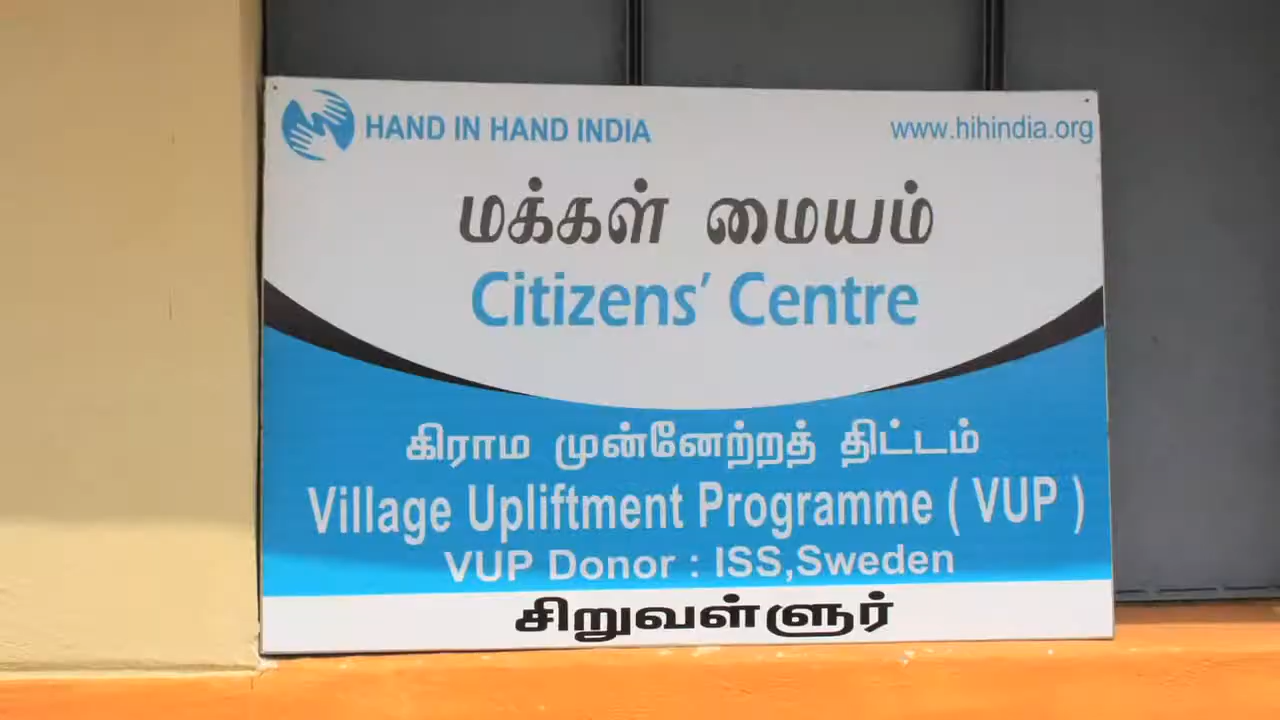 HAND IN HAND INDIA
www.hihindia.org
மக்கள் மையம்
Citizens' Centre
கிராம முன்னேற்றத் திட்டம்
Village Upliftment Programme ( VUP )
VUP Donor : ISS,Sweden
சிறுவள்ளுர்